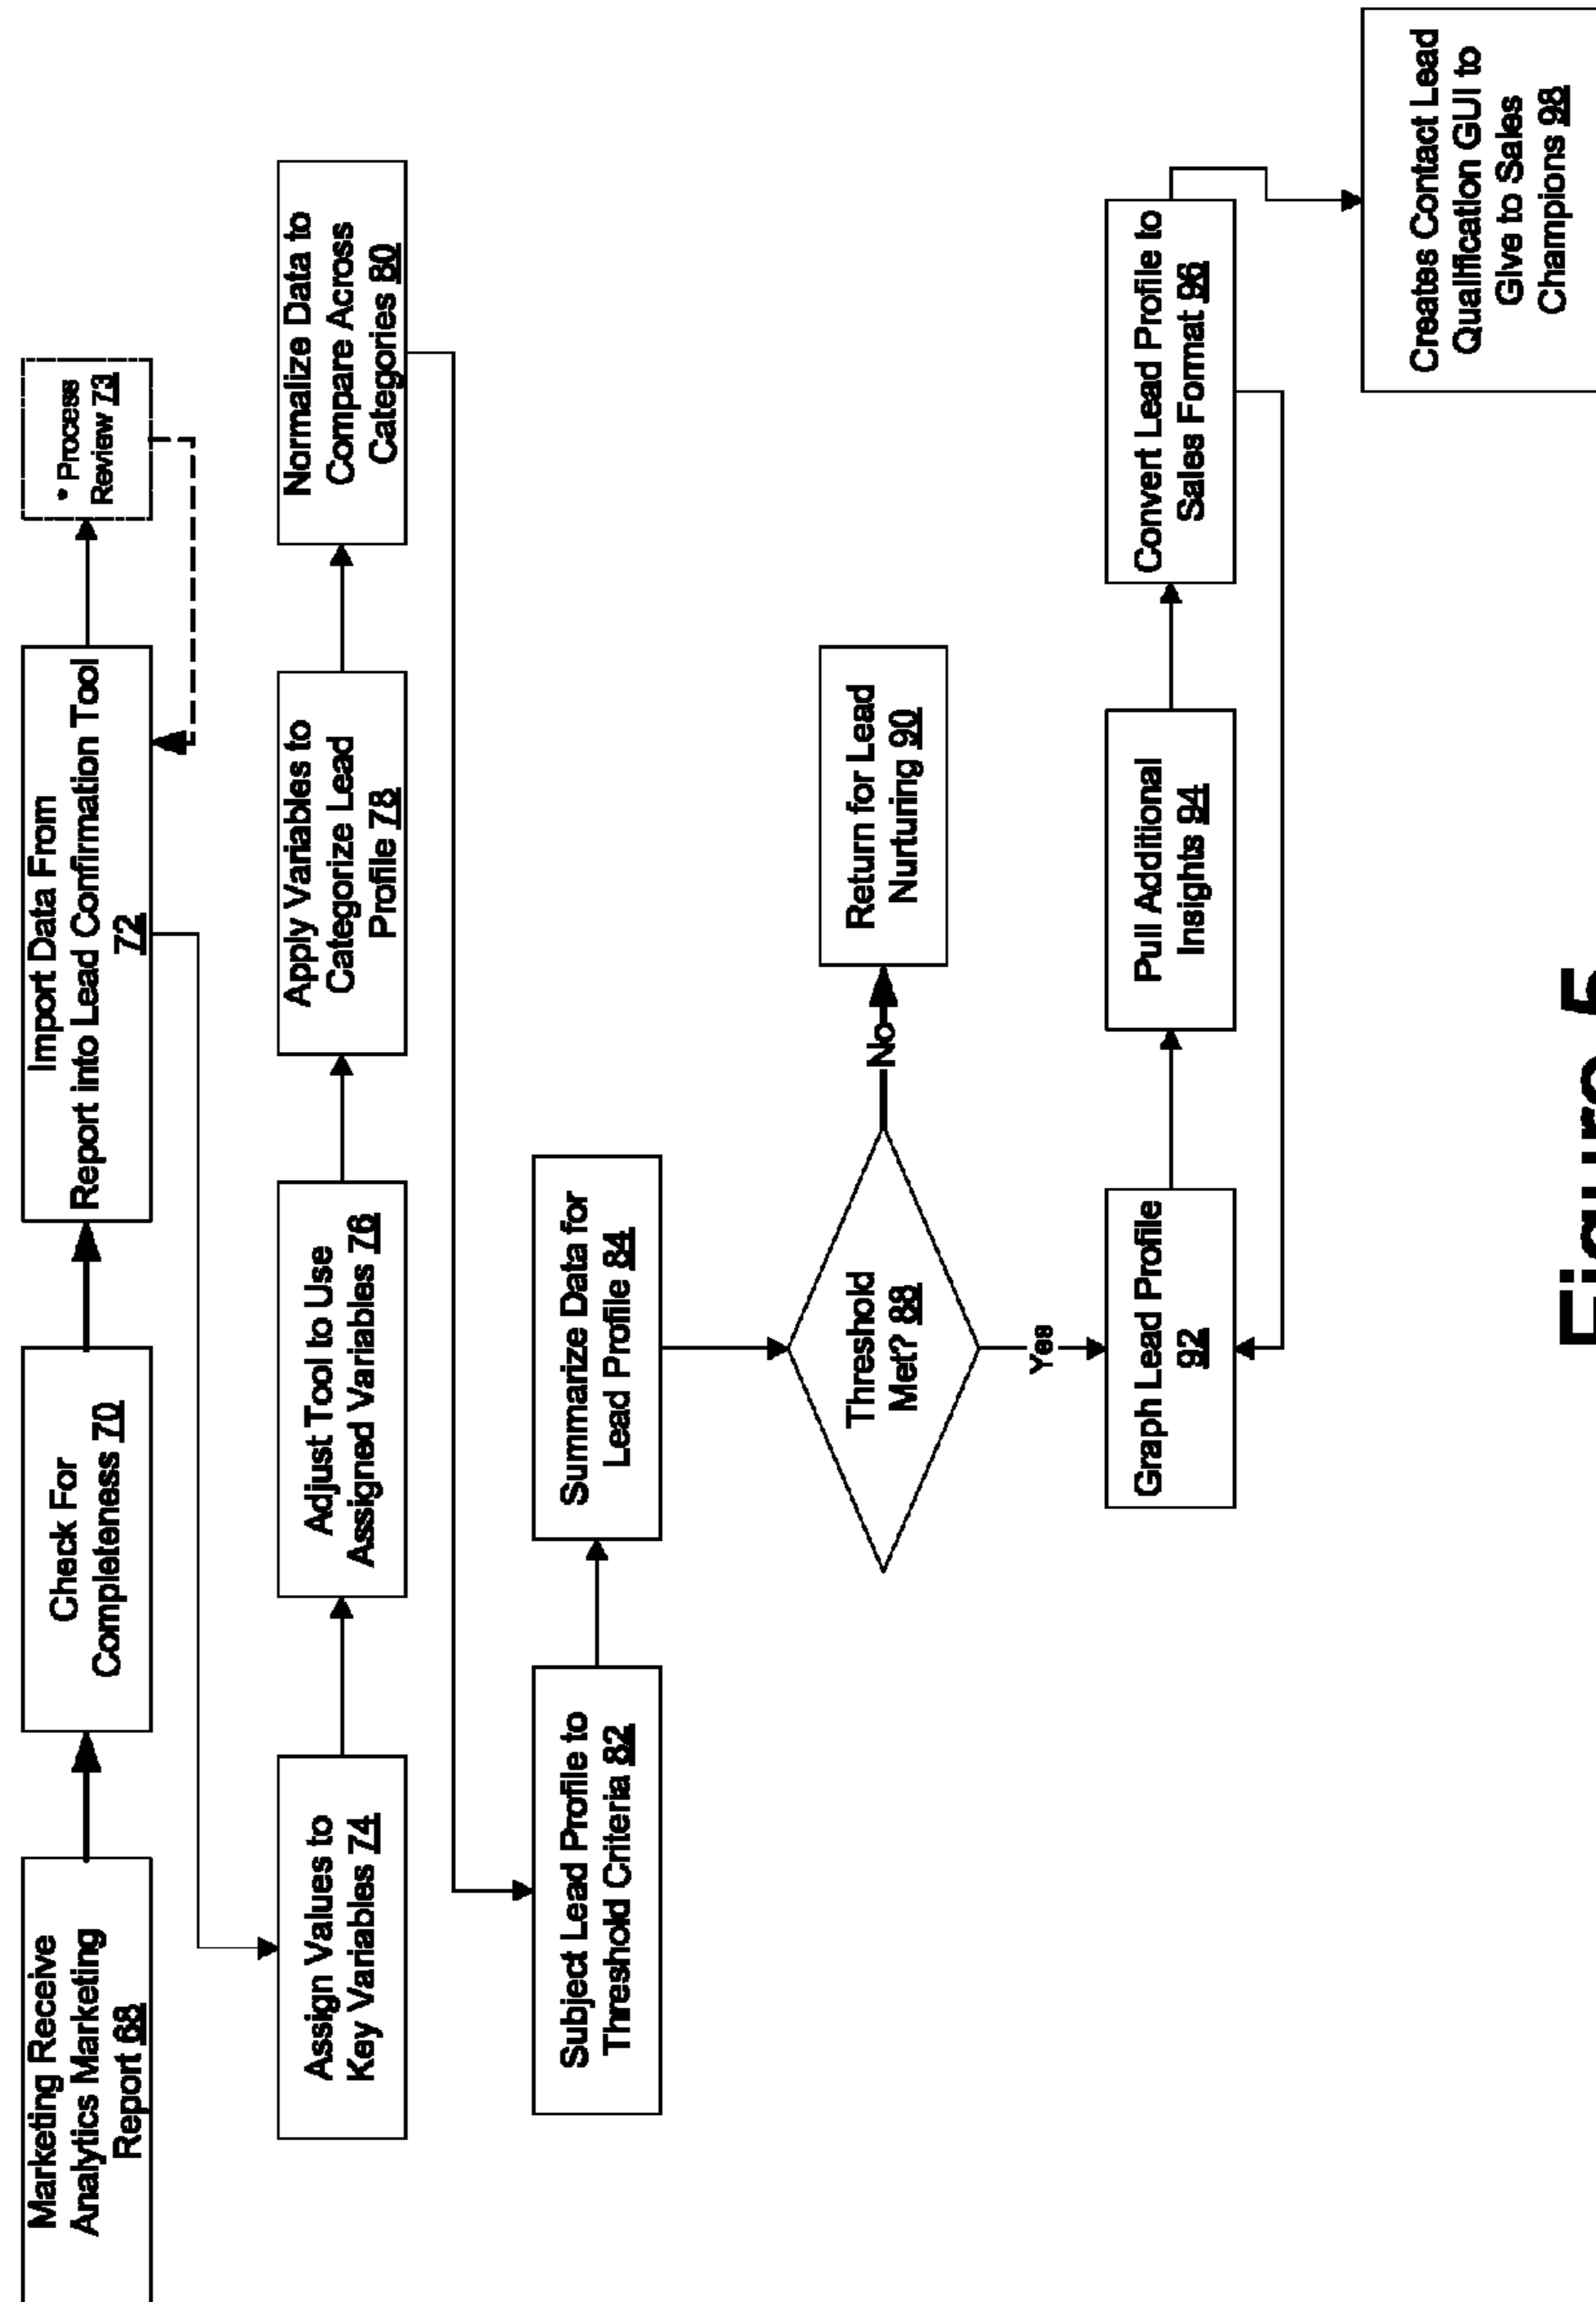 Marketing Receive
Analytics Marketing
Report 68
Check For
Completeness 70
Import Data From
Report into Lead Confirmation Tool
72
* Process
Review 73
Assign Values to
Key Variables 74
Adjust Tool to Use
Assigned Variables 76
Apply Variables to
Categorize Lead
Profile 78
Normalize Data to
Compare Across
Categories 80
Subject Lead Profile to
Threshold Criteria 82
Summarize Data for
Lead Profile 84
Threshold
Met? 88
No
Return for Lead
Nurturing 90
Yes
Graph Lead Profile
92
Pull Additional
Insights 94
Convert Lead Profile to
Sales Format 96
Creates Contact Lead
Qualification GUI to
Give to Sales
Champions 98
Figure 5